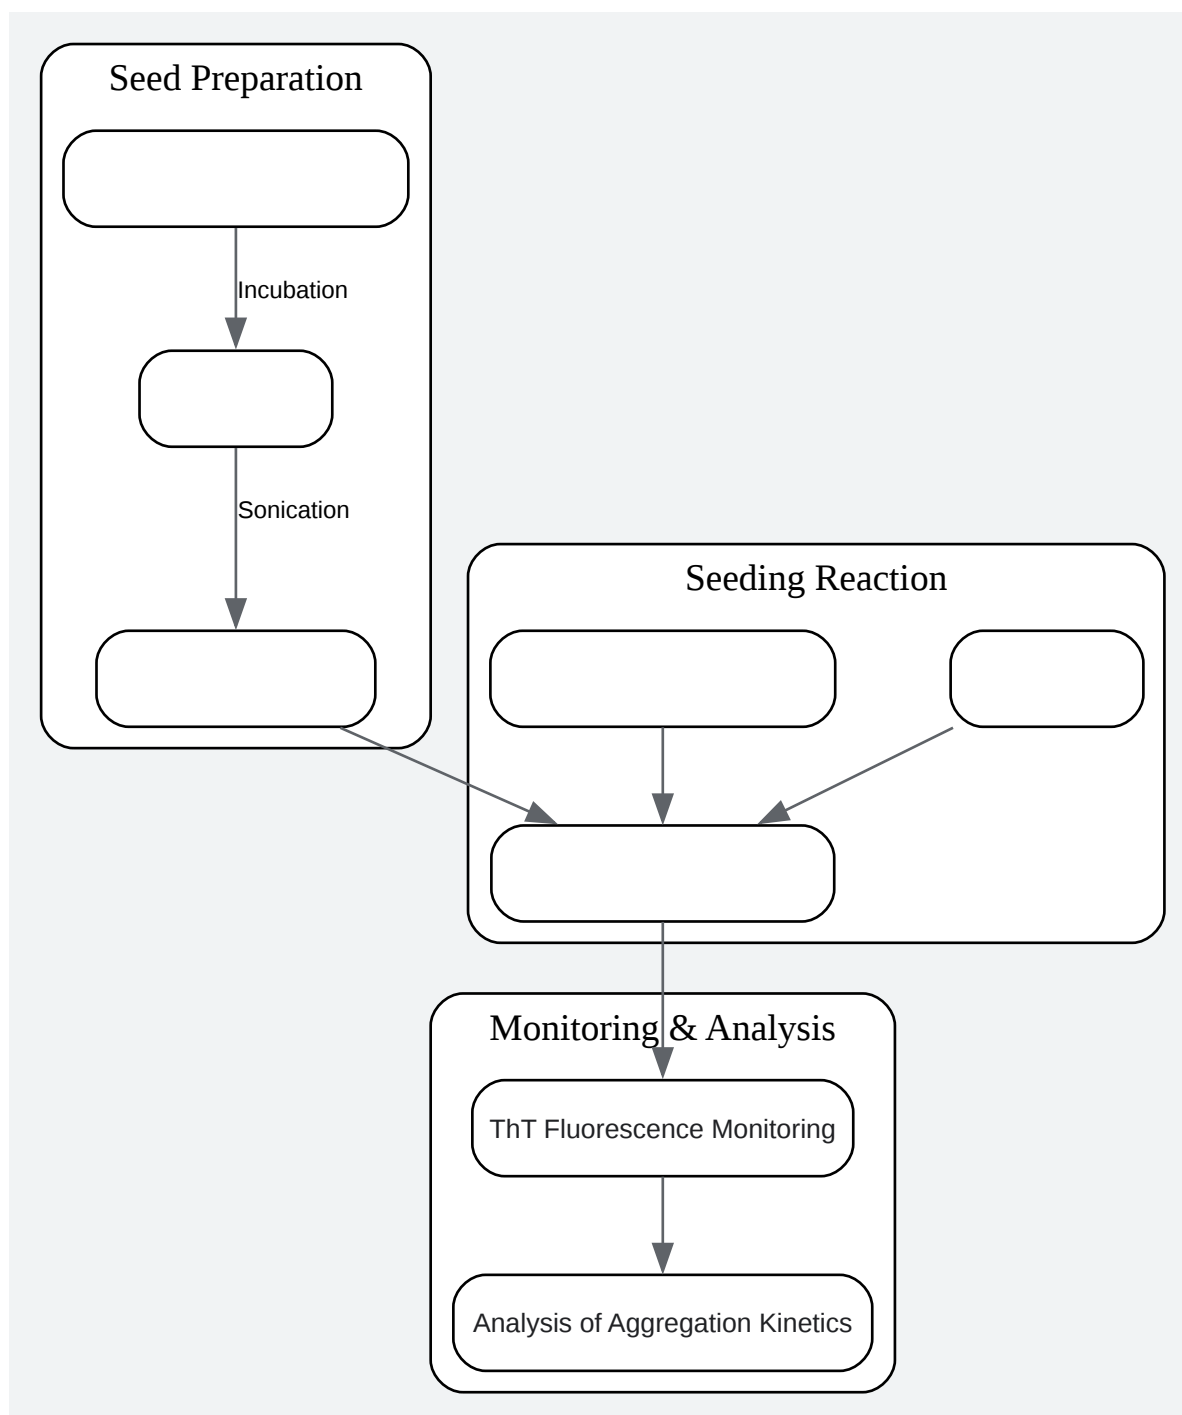 Seed Preparation
Incubation
Sonication
Seeding Reaction
Monitoring & Analysis
ThT Fluorescence Monitoring
Analysis of Aggregation Kinetics